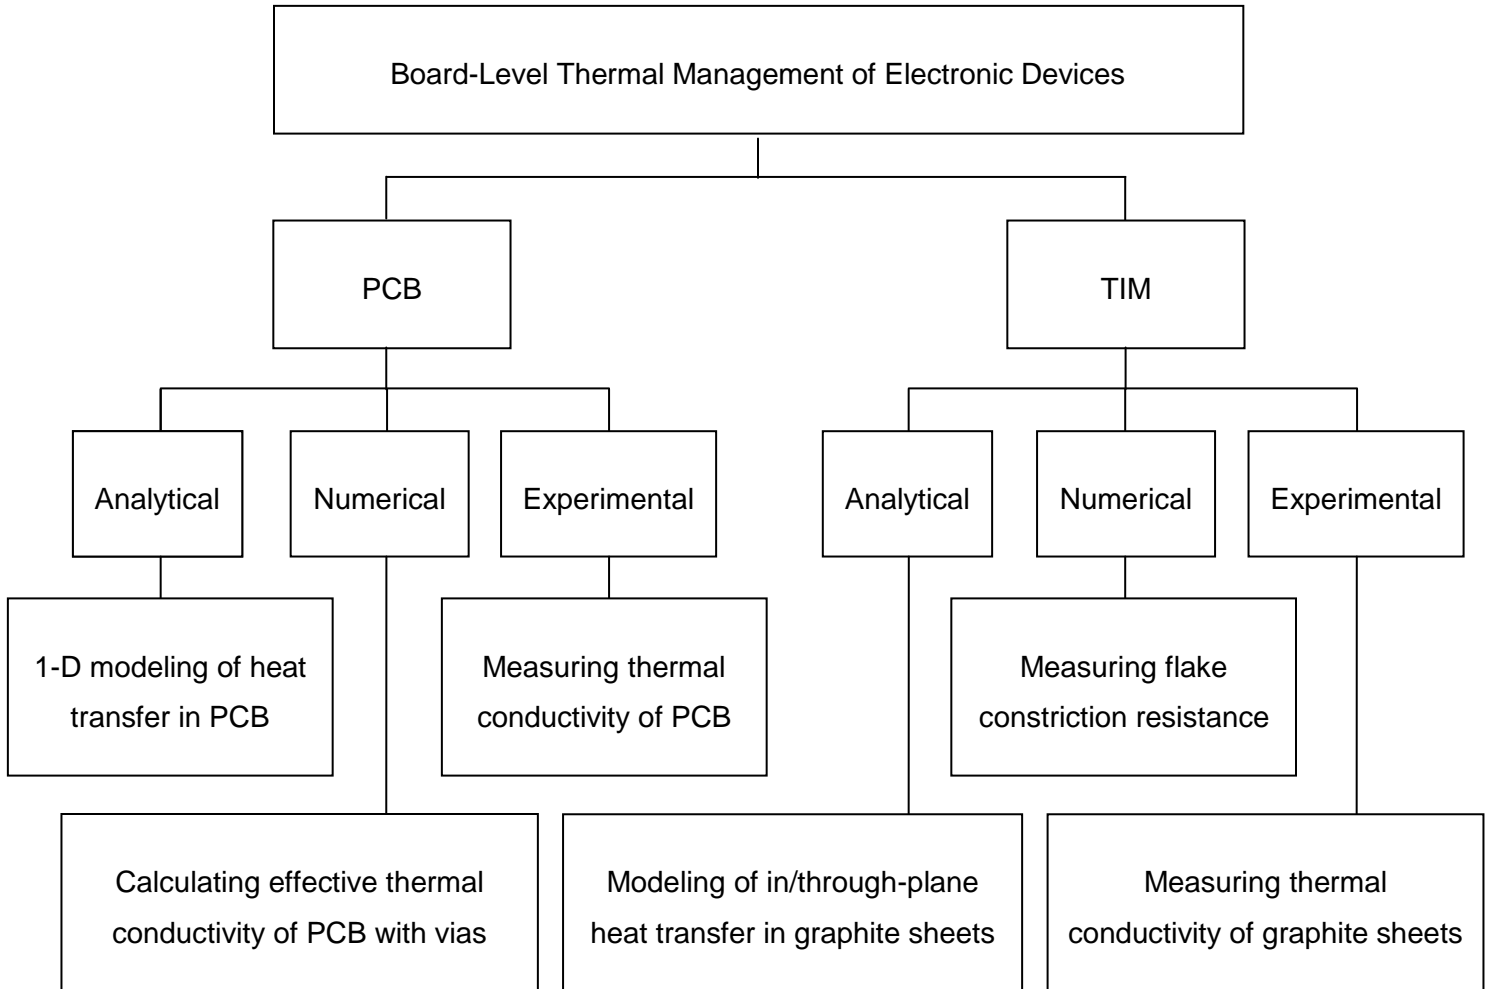 Board-Level Thermal Management of Electronic Devices
PCB
TIM
Analytical
Numerical
Experimental
Analytical
Numerical
Experimental
1-D modeling of heat
transfer in PCB
Measuring thermal
conductivity of PCB
Measuring flake
constriction resistance
Calculating effective thermal
conductivity of PCB with vias
Modeling of in/through-plane
heat transfer in graphite sheets
Measuring thermal
conductivity of graphite sheets